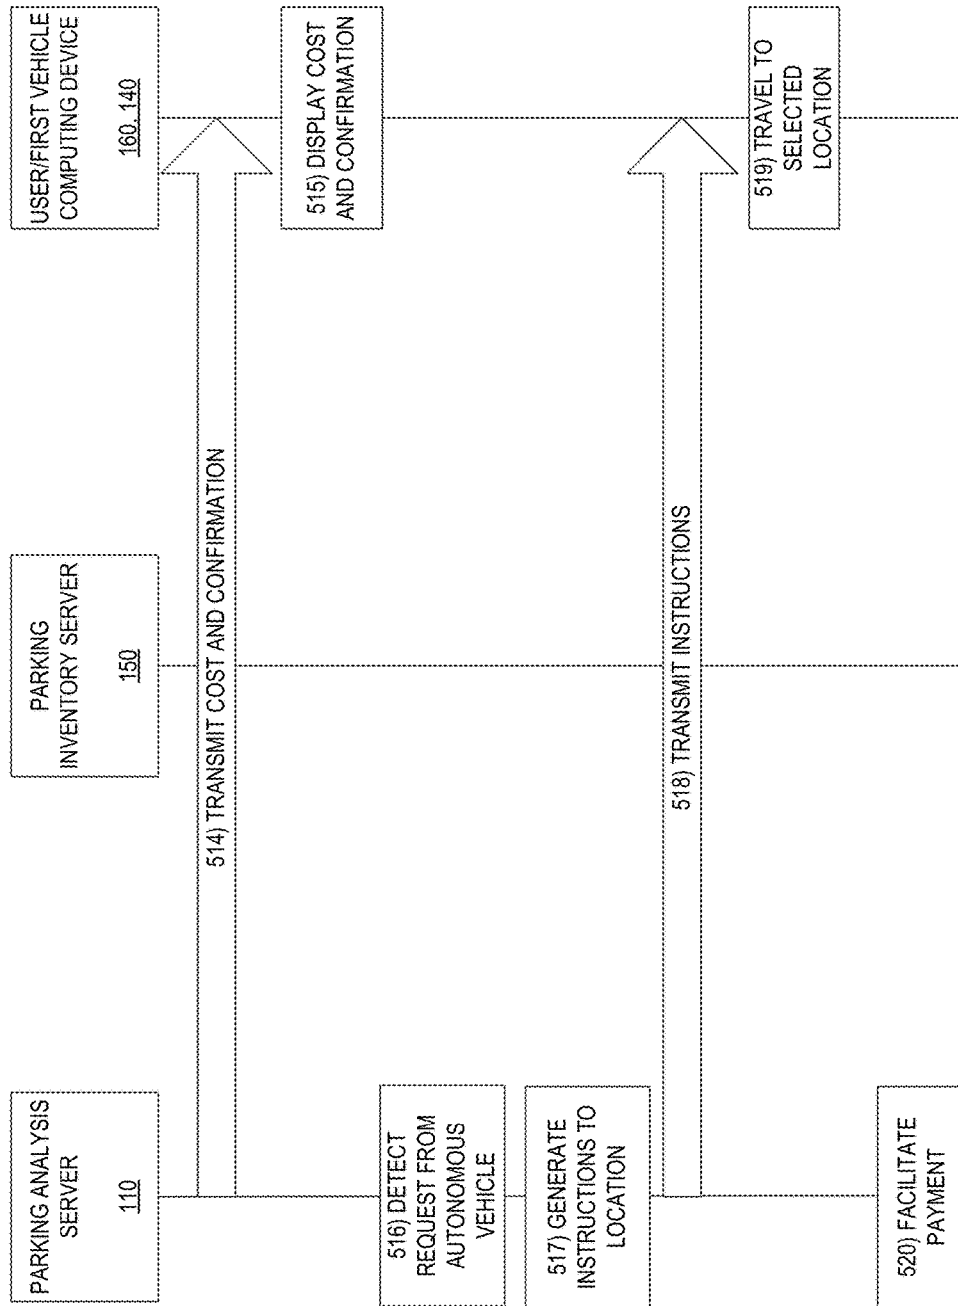 PARKING ANALYSIS
SERVER
110
PARKING
INVENTORY SERVER
150
USER/FIRST VEHICLE
COMPUTING DEVICE
160, 140
514) TRANSMIT COST AND CONFIRMATION
515) DISPLAY COST
AND CONFIRMATION
516) DETECT
REQUEST FROM
AUTONOMOUS
VEHICLE
517) GENERATE
INSTRUCTIONS TO
LOCATION
518) TRANSMIT INSTRUCTIONS
519) TRAVEL TO
SELECTED
LOCATION
520) FACILITATE
PAYMENT